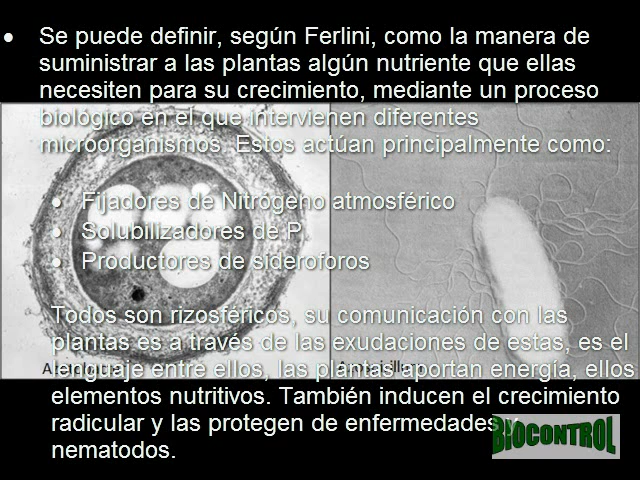 • Se puede definir, según Ferlini, como la manera de
suministrar a las plantas algún nutriente que ellas
necesiten para su crecimiento, mediante un proceso
biológico en el que intervienen diferentes
microorganismos. Estos actúan principalmente como:
• Fijadores de Nitrógeno atmosférico
• Solubilizadores de P
• Productores de sideroforos
Todos son rizosféricos, su comunicación con las
plantas es a través de las exudaciones de estas, es el
lenguaje entre ellos, las plantas aportan energía, ellos
elementos nutritivos. También inducen el crecimiento
radicular y las protegen de enfermedades y
nematodos.
BIOCONTROL